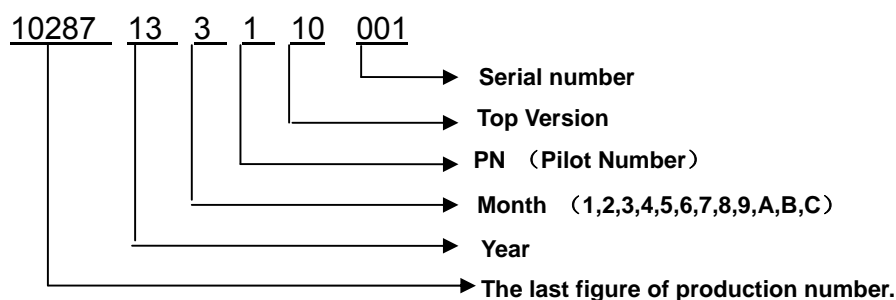 10287 13 3 1 10 001
Serial number
Top Version
PN （Pilot Number）
Month （1,2,3,4,5,6,7,8,9,A,B,C）
Year
The last figure of production number.